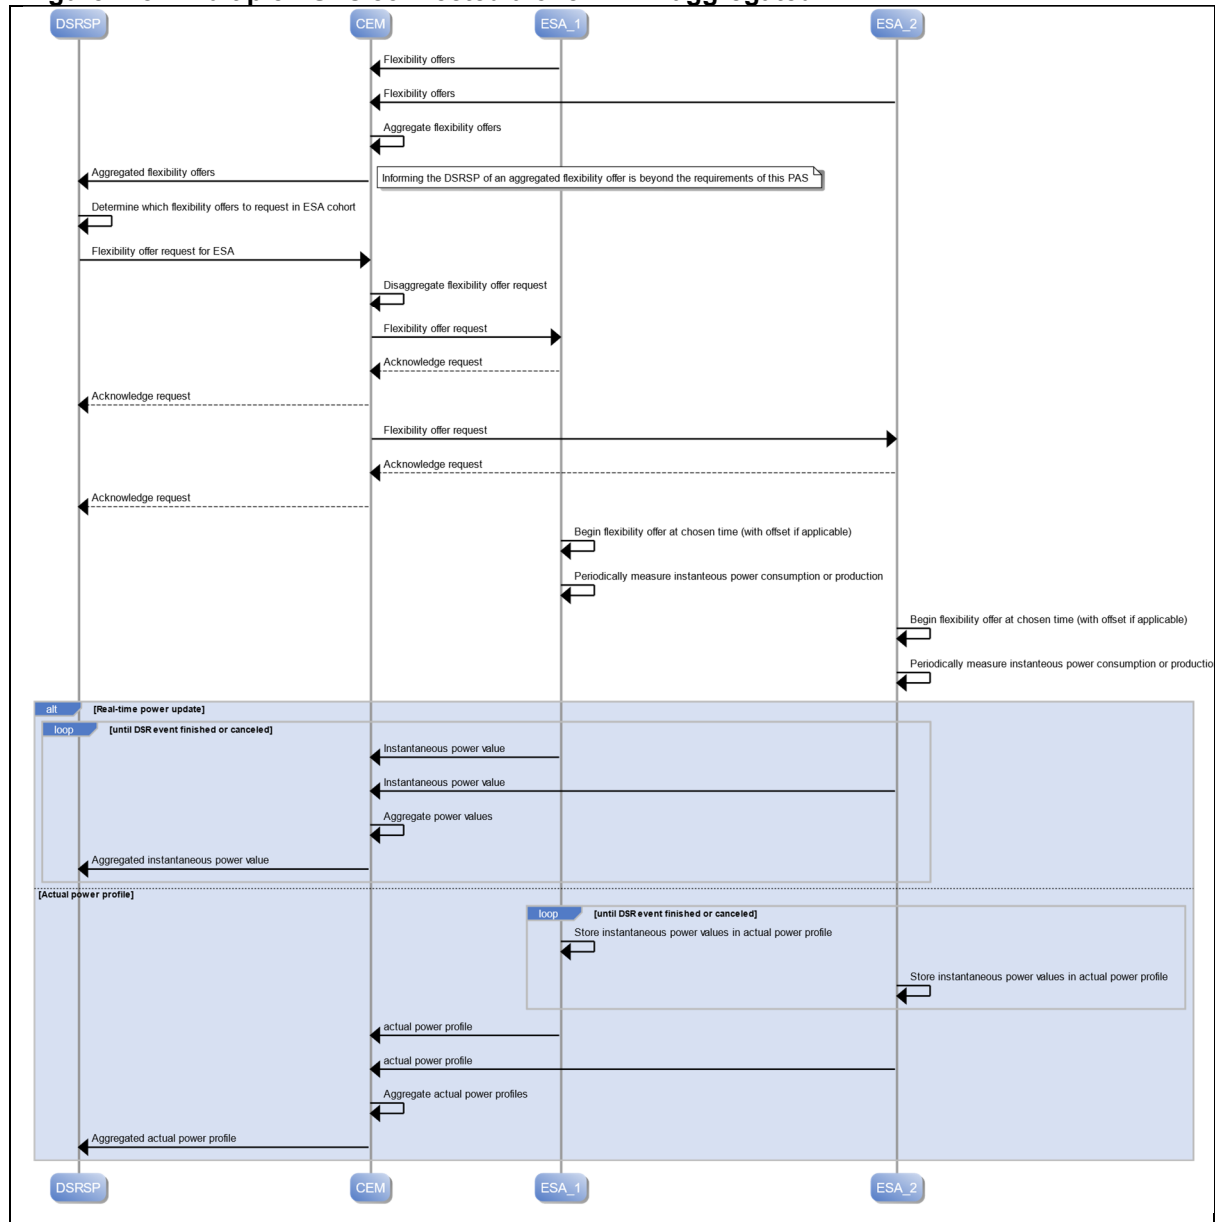 DSRSP CEM ESA_1 ESA_2
Flexibility offers
Flexibility offers
Aggregate flexibility offers
Aggregated flexibility offers
Informing the DSRSP of an aggregated flexibility offer is beyond the requirements of this PAS
Determine which flexibility offers to request in ESA cohort
Flexibility offer request for ESA
Disaggregate flexibility offer request
Flexibility offer request
Acknowledge request
Acknowledge request
Flexibility offer request
Acknowledge request
Acknowledge request
Begin flexibility offer at chosen time (with offset if applicable)
Periodically measure instanteous power consumption or production
Begin flexibility offer at chosen time (with offset if applicable)
Periodically measure instanteous power consumption or productio
alt [Real-time power update]
loop [until DSR event finished or canceled]
Instantaneous power value
Instantaneous power value
Aggregate power values
Aggregated instantaneous power value
[Actual power profile]
loop [until DSR event finished or canceled]
Store instantaneous power values in actual power profile
Store instantaneous power values in actual power profile
actual power profile
actual power profile
Aggregate actual power profiles
Aggregated actual power profile
DSRSP CEM ESA_1 ESA_2